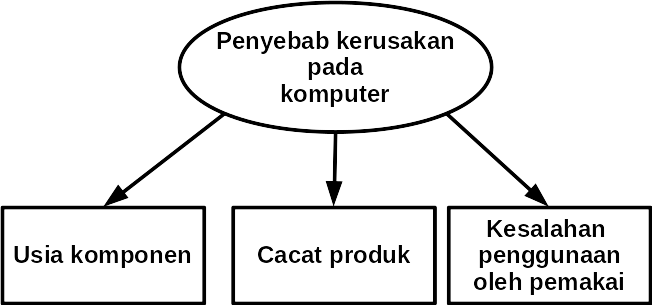 Penyebab kerusakan
pada
komputer
Usia komponen
Cacat produk
Kesalahan
penggunaan
oleh pemakai